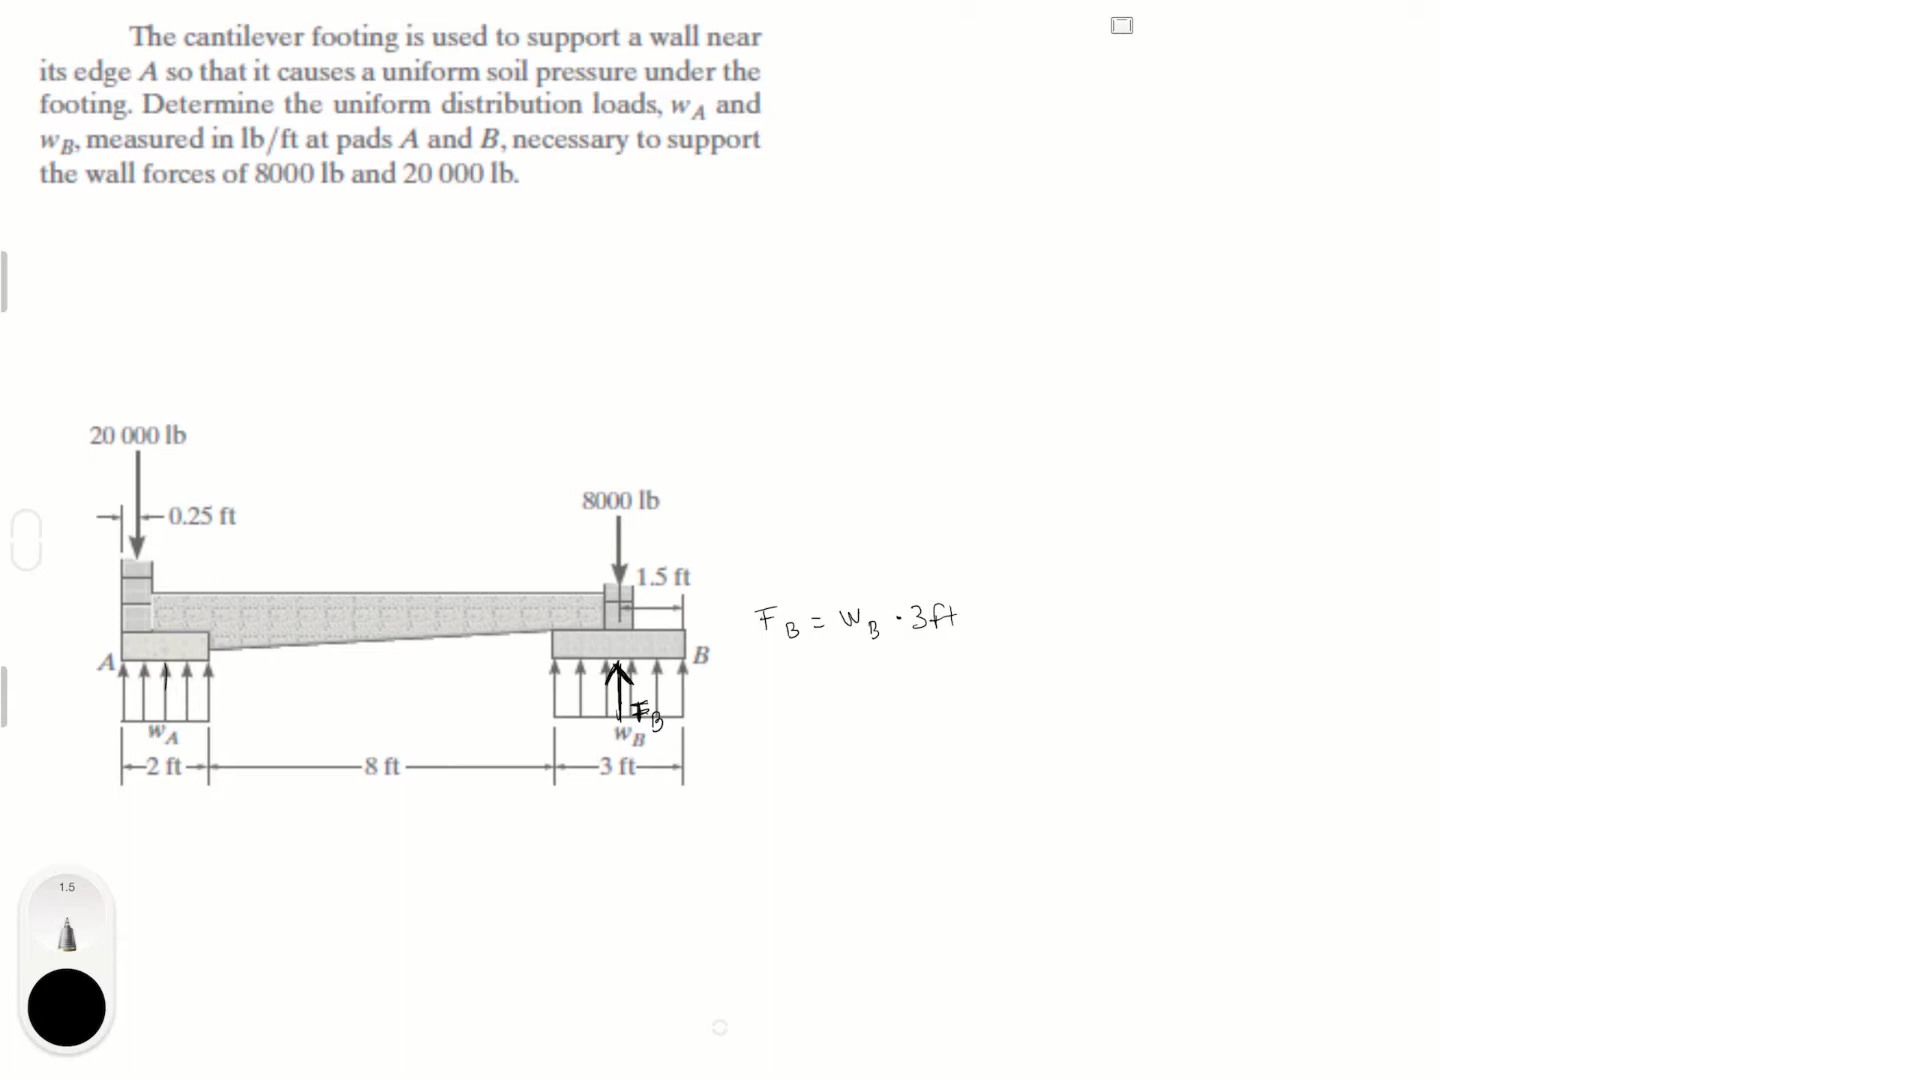 The cantilever footing is used to support a wall near
its edge A so that it causes a uniform soil pressure under the
footing. Determine the uniform distribution loads, wA and
wB, measured in lb/ft at pads A and B, necessary to support
the wall forces of 8000 lb and 20 000 lb.
20 000 lb
8000 lb
0.25 ft
1.5 ft
F_B = W_B · 3ft
A
B
F_B
wA
wB
2 ft
8 ft
3 ft
1.5